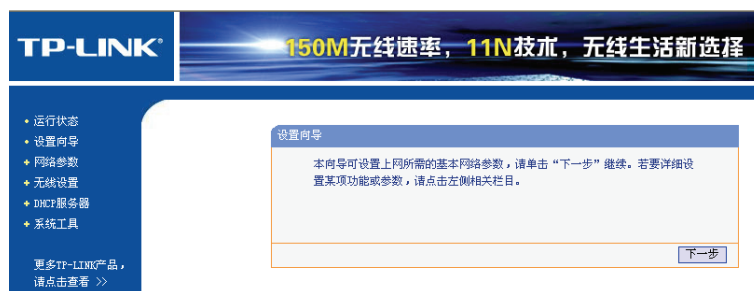 TP-LINK®
150M无线速率，11N技术，无线生活新选择
运行状态
设置向导
网络参数
无线设置
DHCP服务器
系统工具
更多TP-LINK产品，
请点击查看 >>
设置向导
本向导可设置上网所需的基本网络参数，请单击“下一步”继续。若要详细设
置某项功能或参数，请点击左侧相关栏目。
下一步